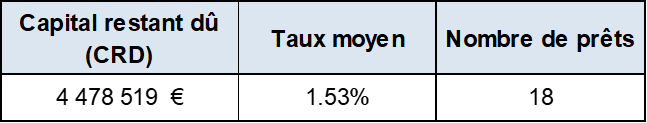 Capital restant dû
(CRD)
Taux moyen
Nombre de prêts
4 478 519 €
1.53%
18